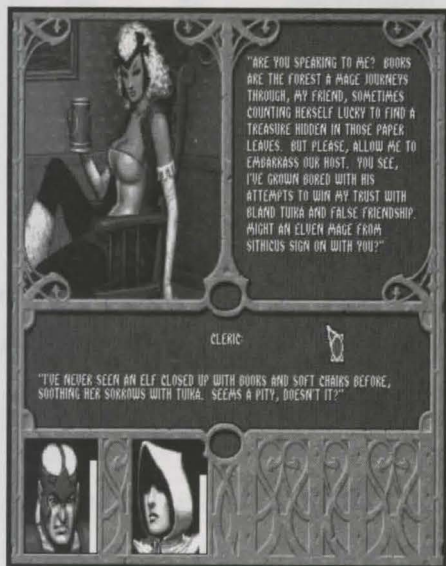 "ARE YOU SPEAKING TO ME? BOOKS
ARE THE FOREST A MAGE JOURNEYS
THROUGH, MY FRIEND, SOMETIMES
COUNTING HERSELF LUCKY TO FIND A
TREASURE HIDDEN IN THOSE PAPER
LEAVES. BUT PLEASE, ALLOW ME TO
EMBARRASS OUR HOST. YOU SEE,
I'VE GROWN BORED WITH HIS
ATTEMPTS TO WIN MY TRUST WITH
BLAND TUIKA AND FALSE FRIENDSHIP.
MIGHT AN ELVEN MAGE FROM
SITHICUS SIGN ON WITH YOU?"
CLERIC:
"I'VE NEVER SEEN AN ELF CLOSED UP WITH BOOKS AND SOFT CHAIRS BEFORE,
SOOTHING HER SORROWS WITH TUIKA. SEEMS A PITY, DOESN'T IT?"